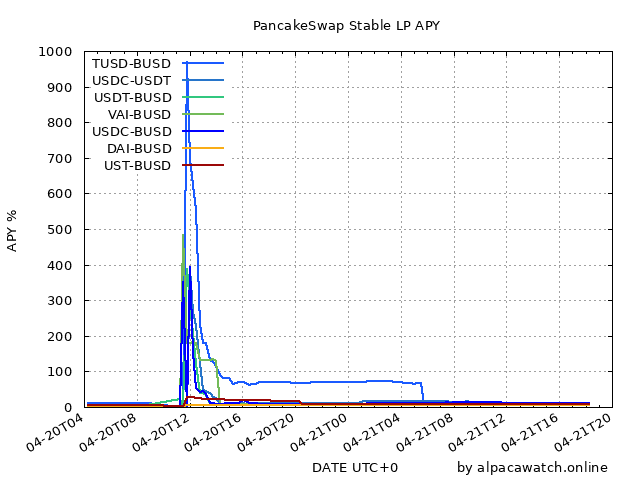 PancakeSwap Stable LP APY
1000
900
800
700
600
500
400
300
200
100
0
APY %
TUSD-BUSD
USDC-USDT
USDT-BUSD
VAI-BUSD
USDC-BUSD
DAI-BUSD
UST-BUSD
04-20T04
04-20T08
04-20T12
04-20T16
04-20T20
04-21T00
04-21T04
04-21T08
04-21T12
04-21T16
04-21T20
DATE UTC+0
by alpacawatch.online